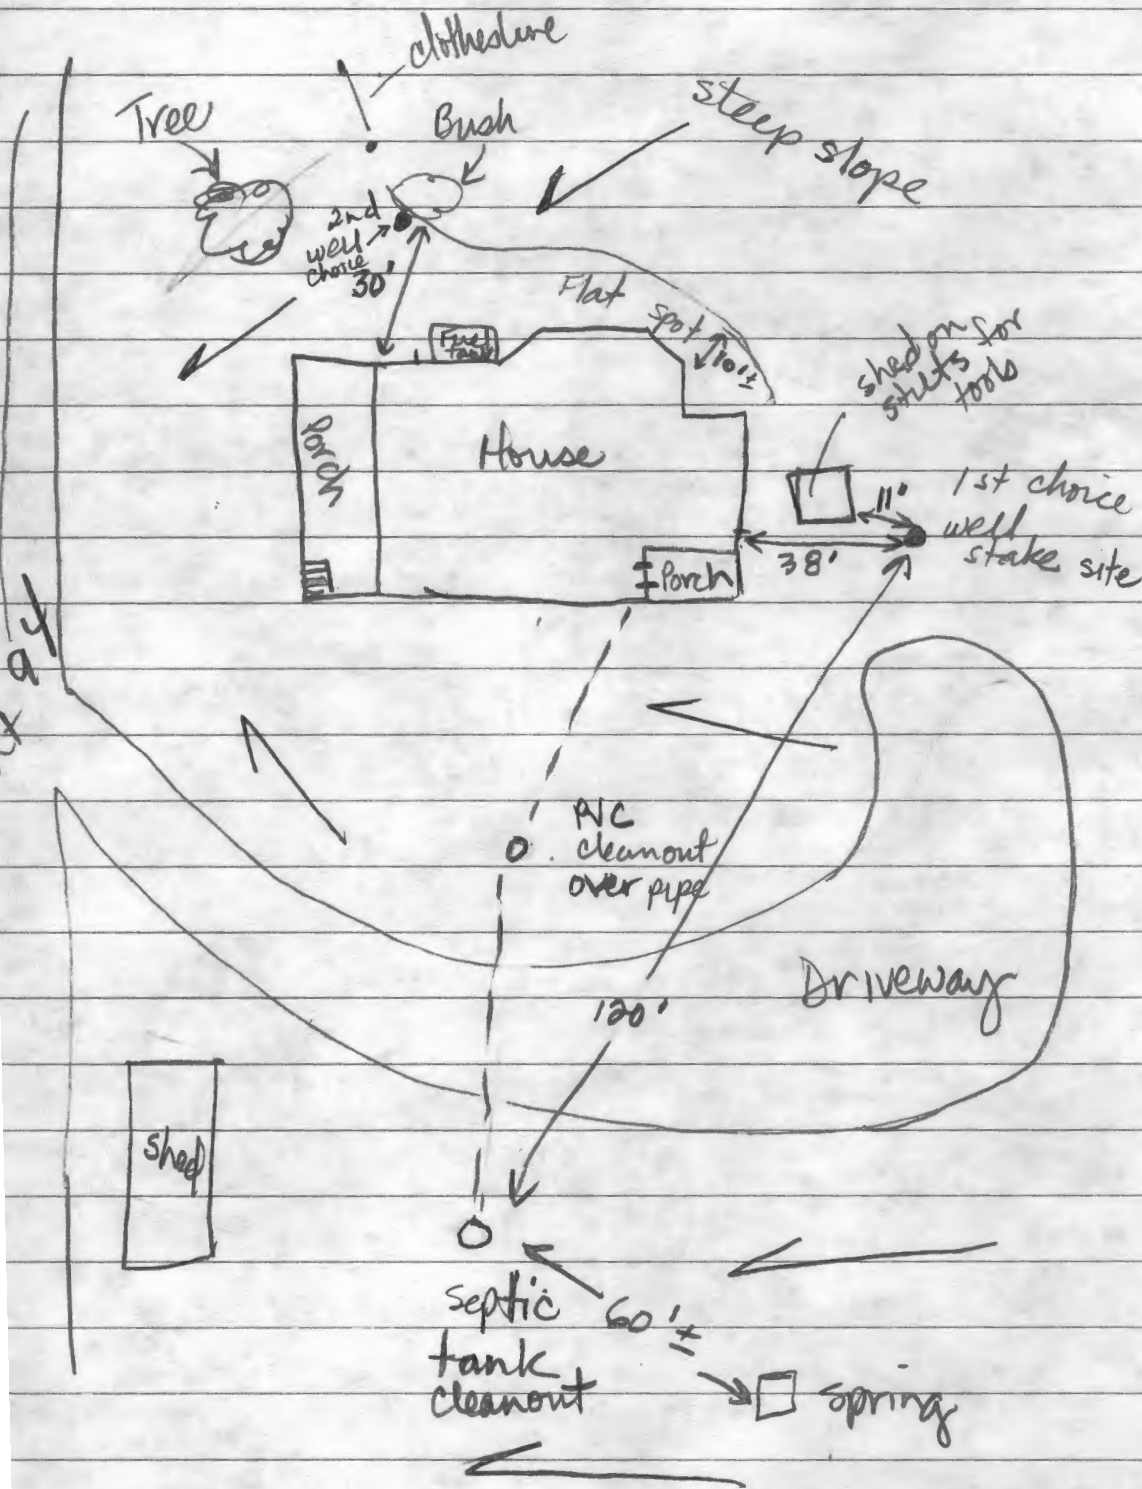 clothesline
Tree
Bush
steep slope
2nd
well
choice
30'
Flat
spot
10'±
Fuel
tank
shed on
stilts for
tools
Porch
House
11'
1st choice
well
stake site
38'
Porch
PVC
cleanout
over pipe
Driveway
120'
shed
septic
tank
cleanout
60'±
spring